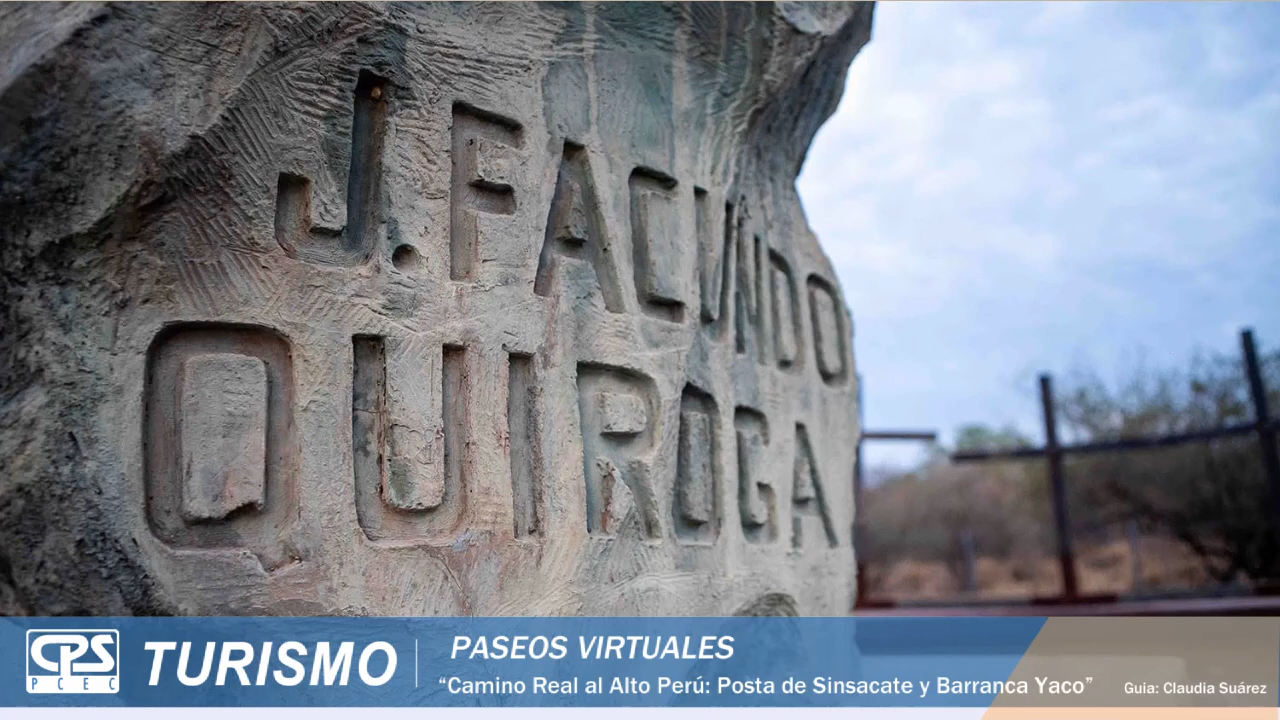 J. FACUNDO
QUIROGA
CPS
PCEC
TURISMO
PASEOS VIRTUALES
“Camino Real al Alto Perú: Posta de Sinsacate y Barranca Yaco”
Guia: Claudia Suárez